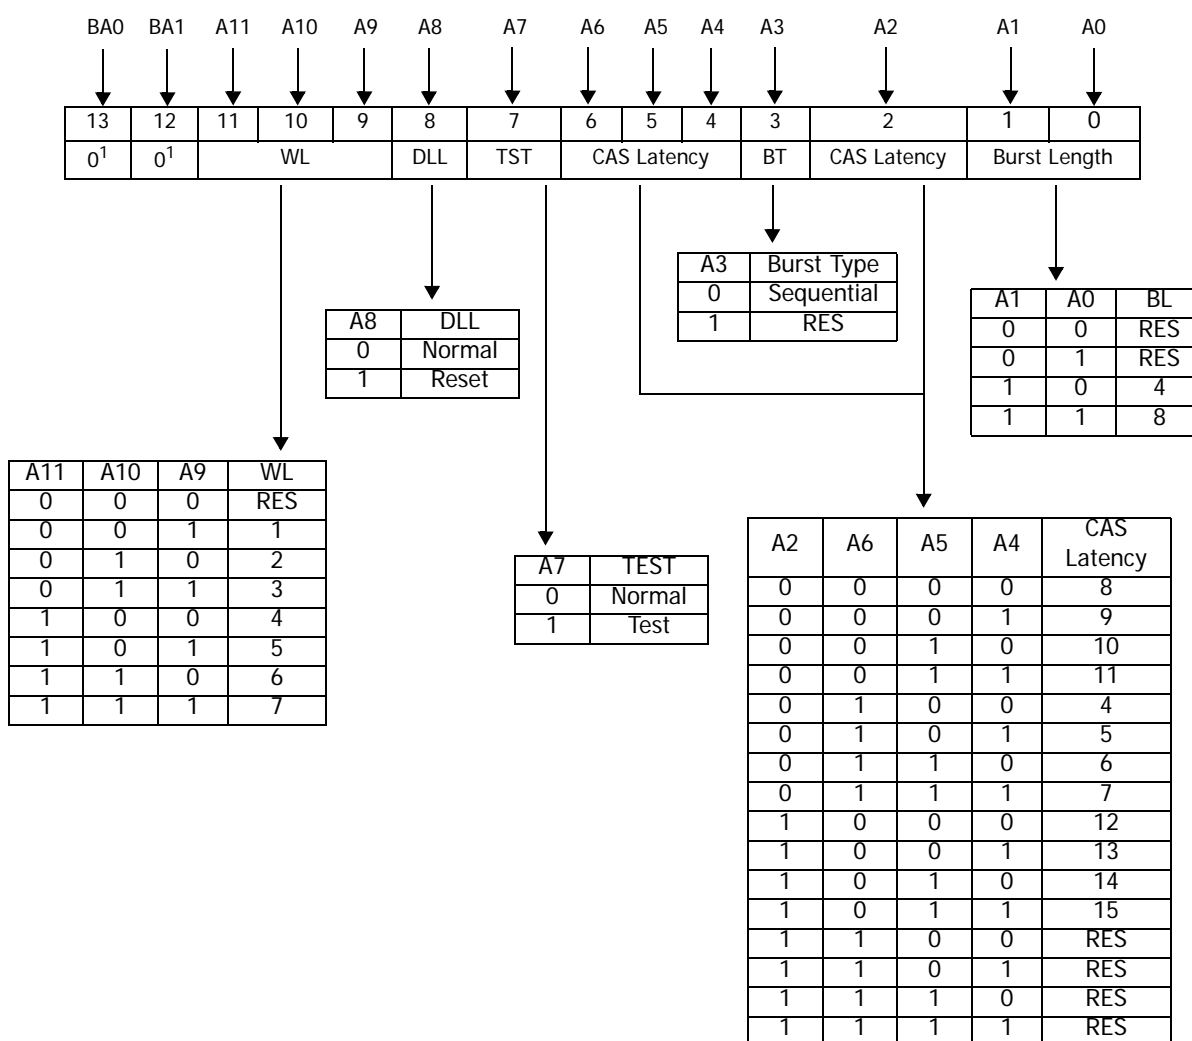 BA0 BA1 A11 A10 A9 A8 A7 A6 A5 A4 A3 A2 A1 A0
13 12 11 10 9 8 7 6 5 4 3 2 1 0
0¹ 0¹ WL DLL TST CAS Latency BT CAS Latency Burst Length
A3 Burst Type
0 Sequential
1 RES
A1 A0 BL
0 0 RES
0 1 RES
1 0 4
1 1 8
A8 DLL
0 Normal
1 Reset
A11 A10 A9 WL
0 0 0 RES
0 0 1 1
0 1 0 2
0 1 1 3
1 0 0 4
1 0 1 5
1 1 0 6
1 1 1 7
A7 TEST
0 Normal
1 Test
A2 A6 A5 A4 CAS
Latency
0 0 0 0 8
0 0 0 1 9
0 0 1 0 10
0 0 1 1 11
0 1 0 0 4
0 1 0 1 5
0 1 1 0 6
0 1 1 1 7
1 0 0 0 12
1 0 0 1 13
1 0 1 0 14
1 0 1 1 15
1 1 0 0 RES
1 1 0 1 RES
1 1 1 0 RES
1 1 1 1 RES